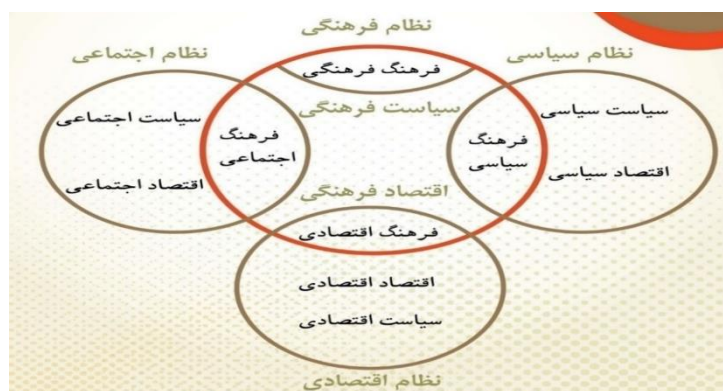 نظام فرهنگی
نظام سیاسی
نظام اجتماعی
فرهنگ فرهنگی
سیاست فرهنگی
سیاست سیاسی
اقتصاد سیاسی
فرهنگ
سیاسی
فرهنگ
اجتماعی
سیاست اجتماعی
اقتصاد اجتماعی
اقتصاد فرهنگی
فرهنگ اقتصادی
اقتصاد اقتصادی
سیاست اقتصادی
نظام اقتصادی